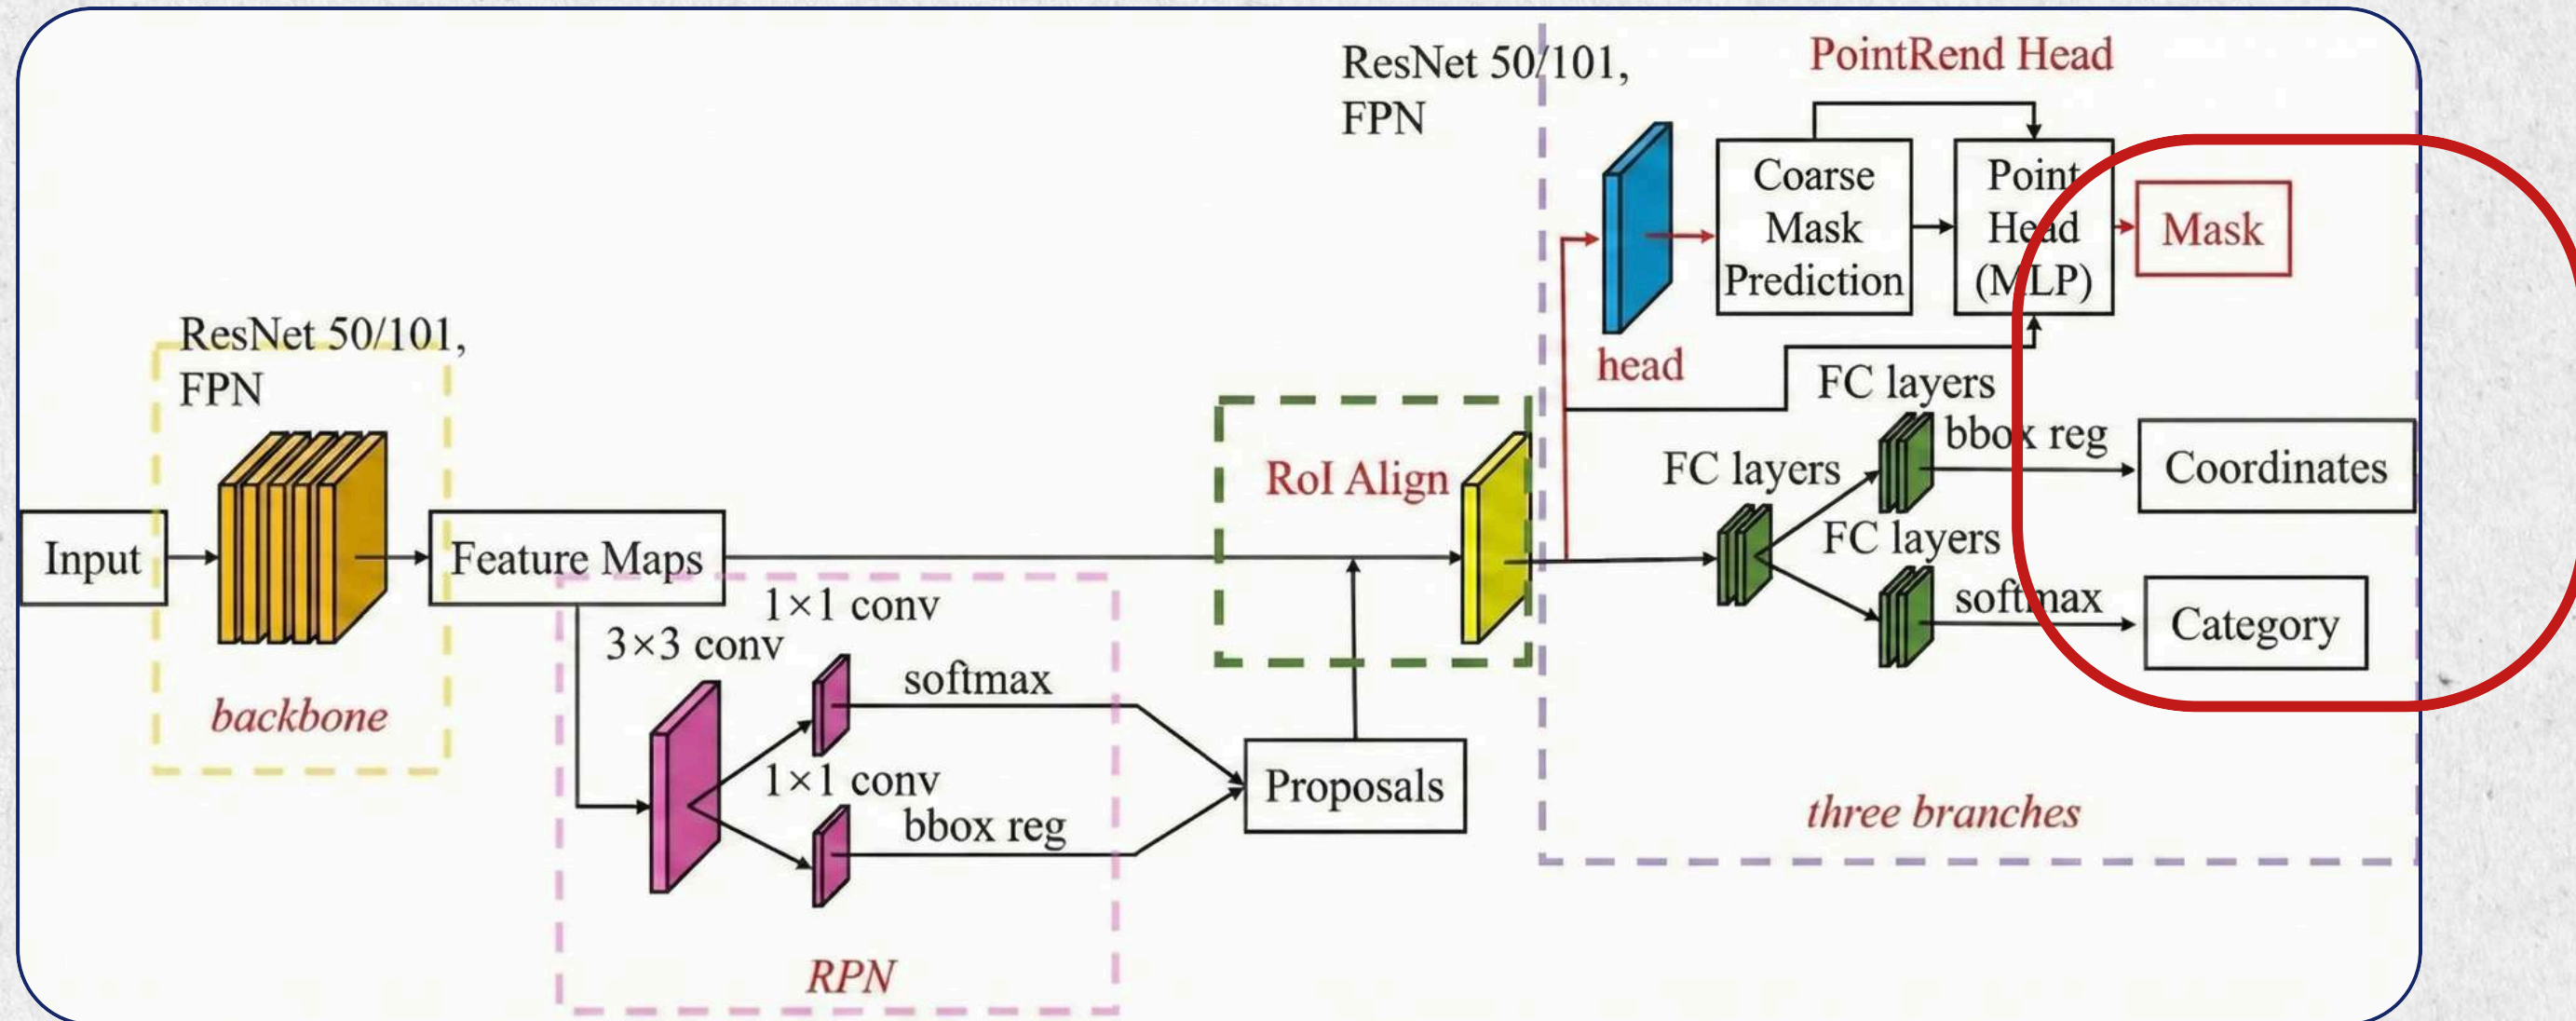 ResNet 50/101,
FPN
PointRend Head
Coarse
Mask
Prediction
Point
Head
(MLP)
Mask
head
ResNet 50/101,
FPN
Input
backbone
Feature Maps
RoI Align
FC layers
FC layers
bbox reg
Coordinates
FC layers
softmax
Category
1×1 conv
3×3 conv
softmax
1×1 conv
bbox reg
RPN
Proposals
three branches